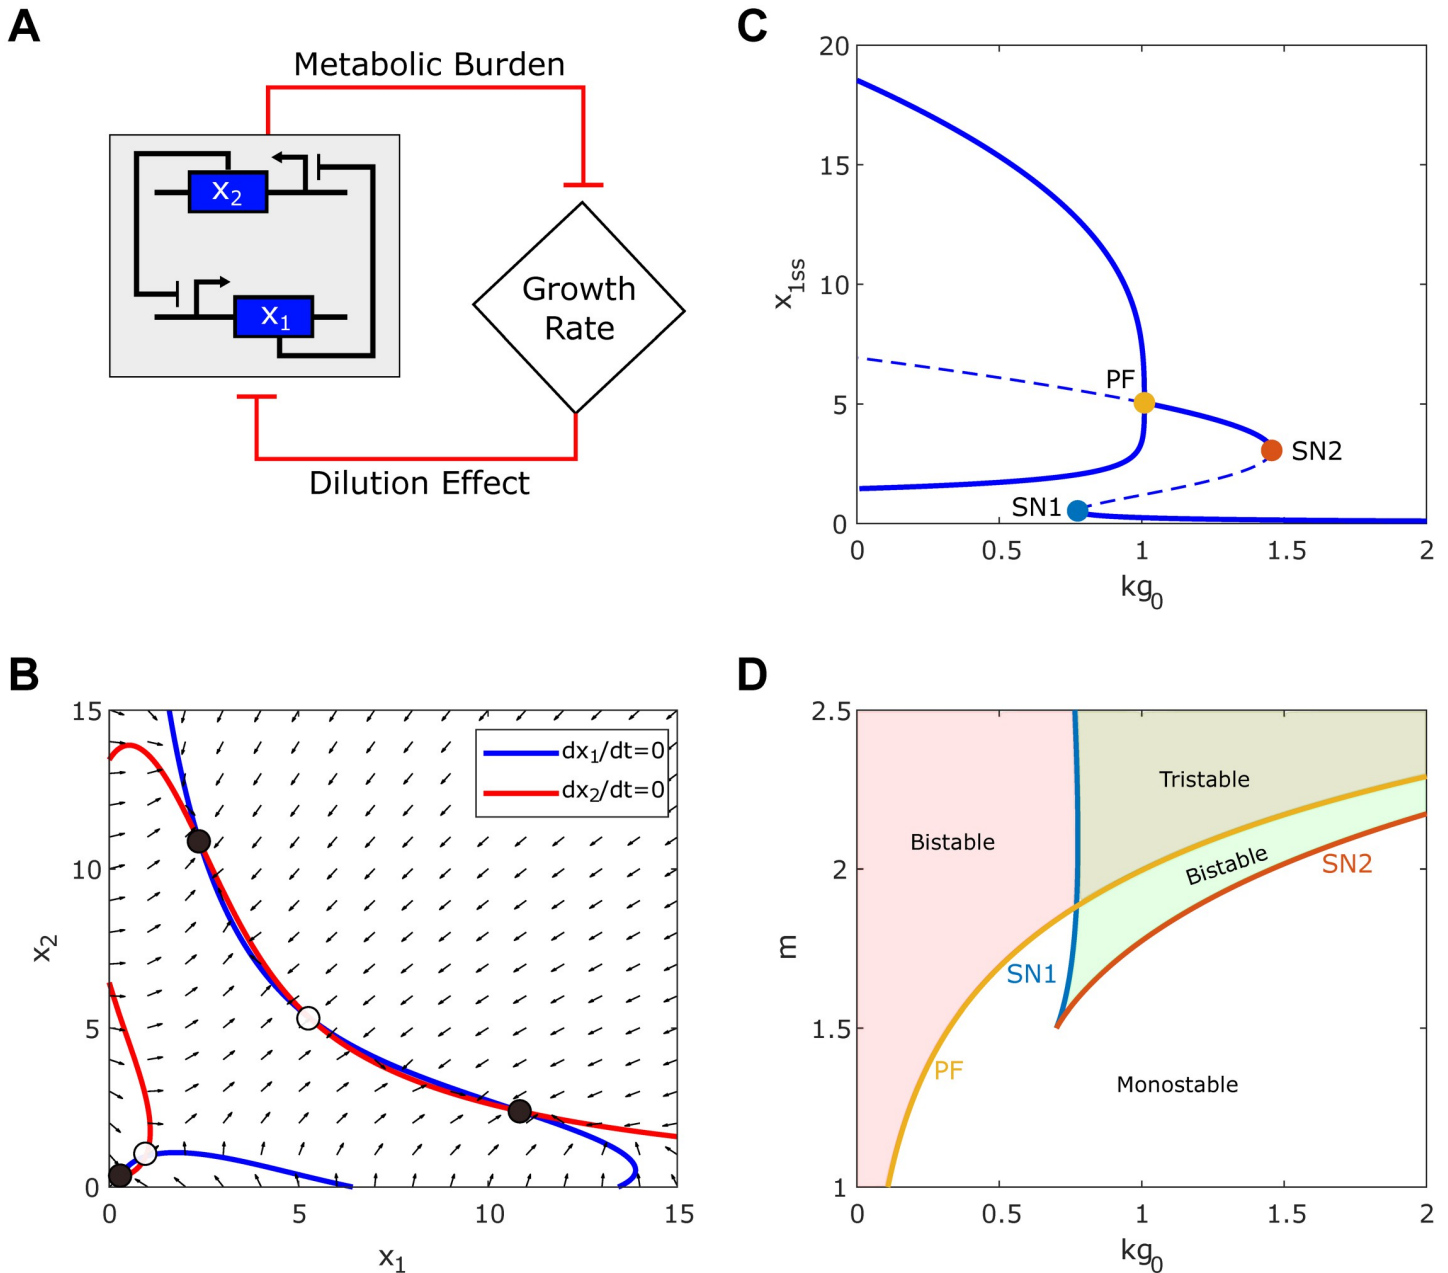 A
Metabolic Burden
x2
x1
Growth
Rate
Dilution Effect
C
20
15
10
5
0
x1ss
PF
SN2
SN1
0 0.5 1 1.5 2
kg0
B
15
10
5
0
x2
dx1/dt=0
dx2/dt=0
0 5 10 15
x1
D
2.5
2
1.5
1
m
Tristable
Bistable
Bistable
SN2
SN1
PF
Monostable
0 0.5 1 1.5 2
kg0